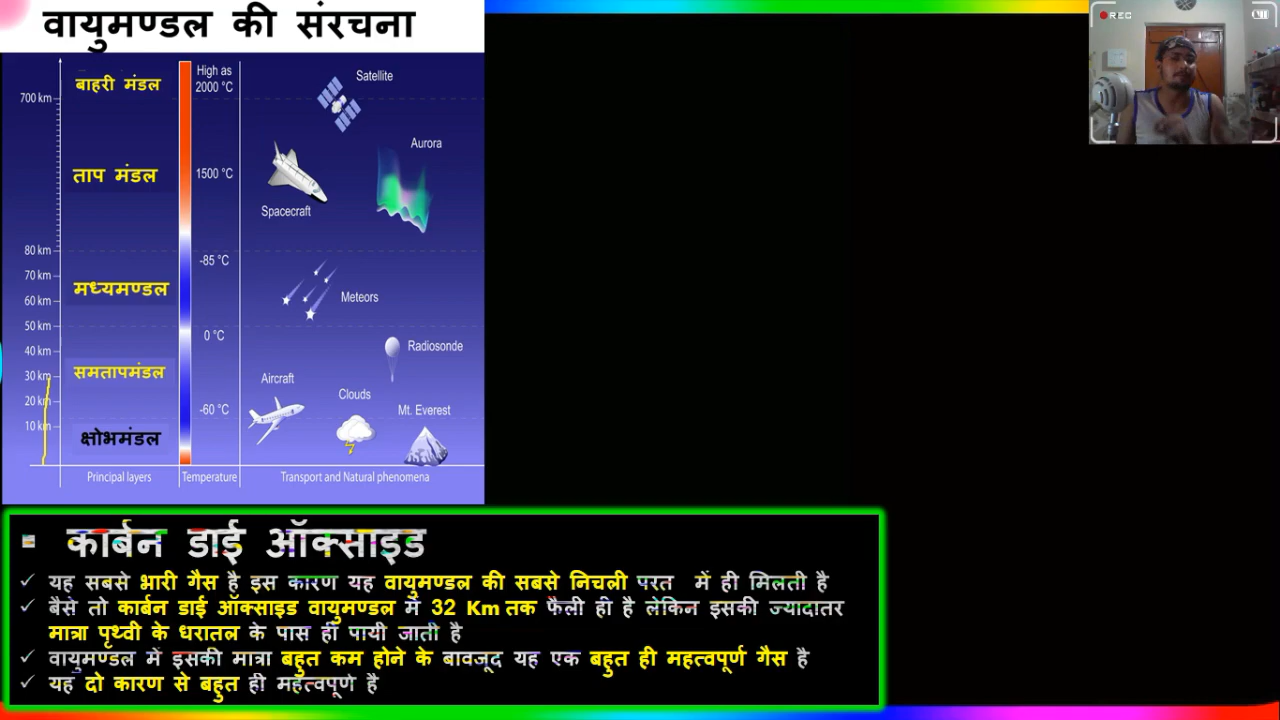 वायुमण्डल की संरचना
REC
बाहरी मंडल
High as
2000 °C
Satellite
700 km
Aurora
ताप मंडल
1500 °C
Spacecraft
80 km
-85 °C
70 km
मध्यमण्डल
60 km
Meteors
50 km
0 °C
40 km
Radiosonde
30 km
समतापमंडल
Aircraft
20 km
-60 °C
Clouds
Mt. Everest
10 km
क्षोभमंडल
Principal layers
Temperature
Transport and Natural phenomena
कार्बन डाई ऑक्साइड
✓ यह सबसे भारी गैस है इस कारण यह वायुमण्डल की सबसे निचली परत में ही मिलती है
✓ बैसे तो कार्बन डाई ऑक्साइड वायुमण्डल में 32 Km तक फैली ही है लेकिन इसकी ज्यादातर
मात्रा पृथ्वी के धरातल के पास ही पायी जाती है
✓ वायुमण्डल में इसकी मात्रा बहुत कम होने के बावजूद यह एक बहुत ही महत्वपूर्ण गैस है
✓ यह दो कारण से बहुत ही महत्वपूर्ण है